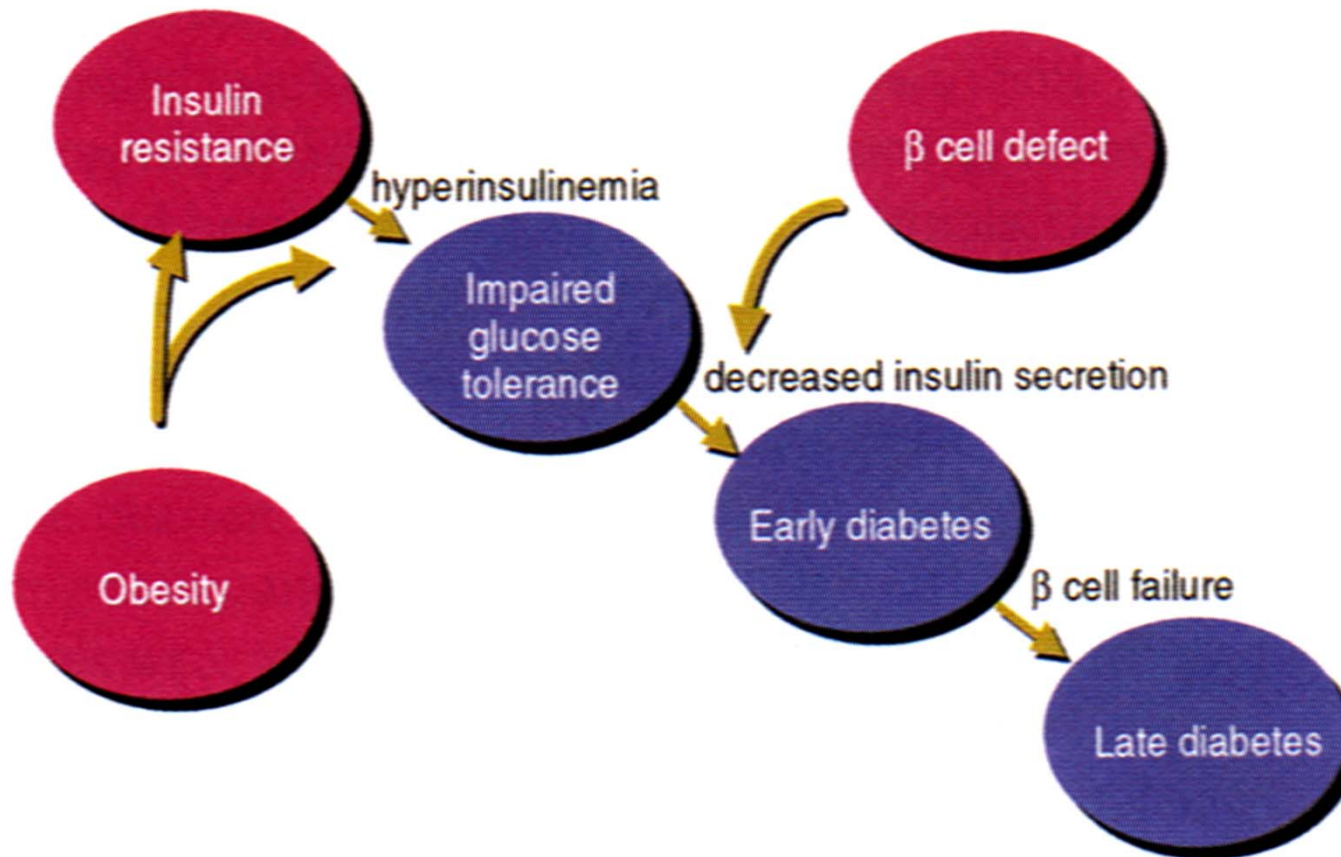 Insulin
resistance
β cell defect
hyperinsulinemia
Impaired
glucose
tolerance
decreased insulin secretion
Early diabetes
Obesity
β cell failure
Late diabetes